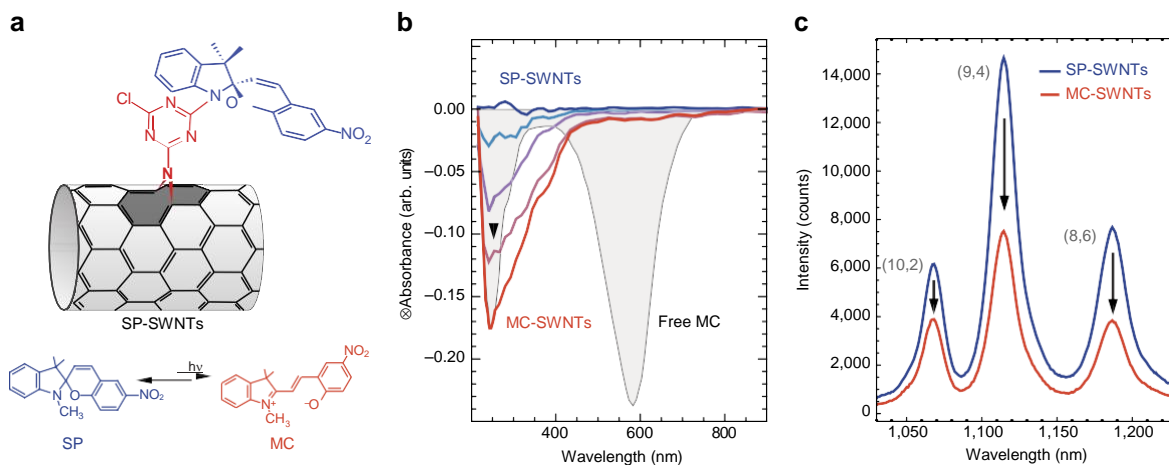 a
Cl
N
N
N
N
N
O
NO2
SP-SWNTs
hν
N
O
NO2
CH3
SP
N+
CH3
−O
NO2
MC
b
SP-SWNTs
0.00
−0.05
−0.10
−0.15
−0.20
⊗Absorbance (arb. units)
MC-SWNTs
Free MC
400
600
800
Wavelength (nm)
c
14,000
12,000
10,000
8,000
6,000
4,000
2,000
0
Intensity (counts)
(9,4)
SP-SWNTs
MC-SWNTs
(8,6)
(10,2)
1,050
1,100
1,150
1,200
Wavelength (nm)